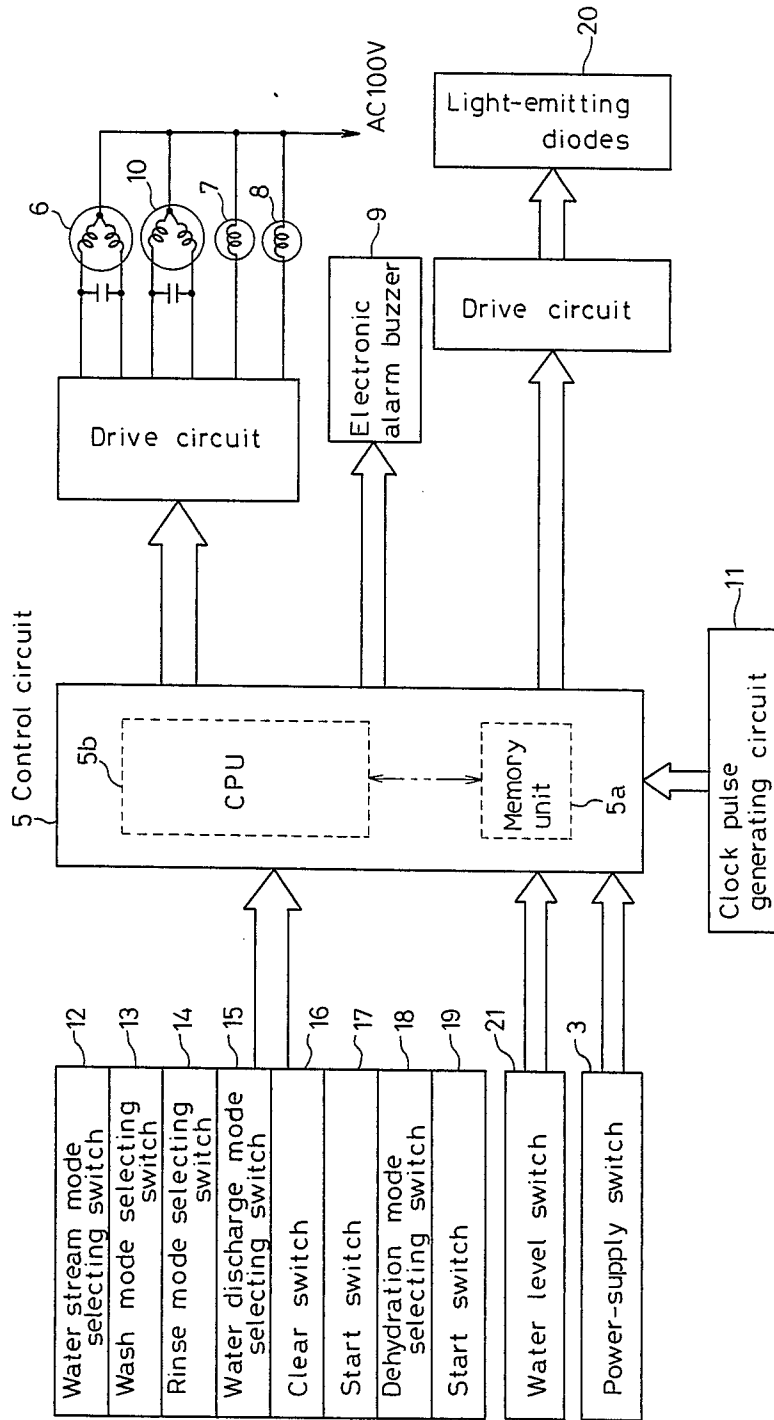 Water stream mode
selecting switch
12
Wash mode selecting
switch
13
Rinse mode selecting
switch
14
Water discharge mode
selecting switch
15
Clear switch
16
Start switch
17
Dehydration mode
selecting switch
18
Start switch
19
Water level switch
21
Power-supply switch
3
5 Control circuit
5b
CPU
Memory
unit
5a
Clock pulse
generating circuit
11
Drive circuit
6
10
7
8
AC100V
Electronic
alarm buzzer
9
Drive circuit
Light-emitting
diodes
20